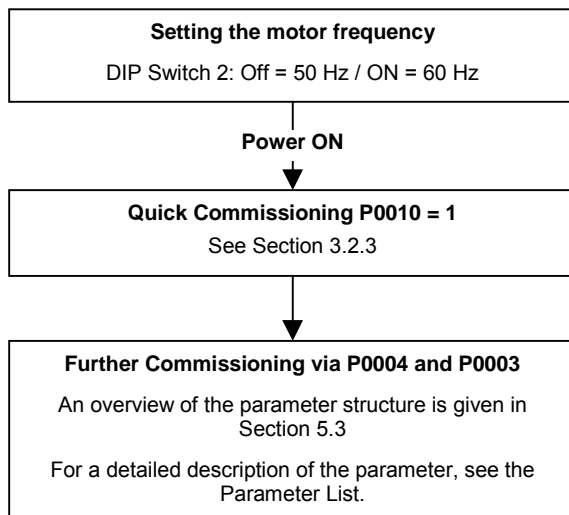 Setting the motor frequency
DIP Switch 2: Off = 50 Hz / ON = 60 Hz
Power ON
Quick Commissioning P0010 = 1
See Section 3.2.3
Further Commissioning via P0004 and P0003
An overview of the parameter structure is given in
Section 5.3
For a detailed description of the parameter, see the
Parameter List.